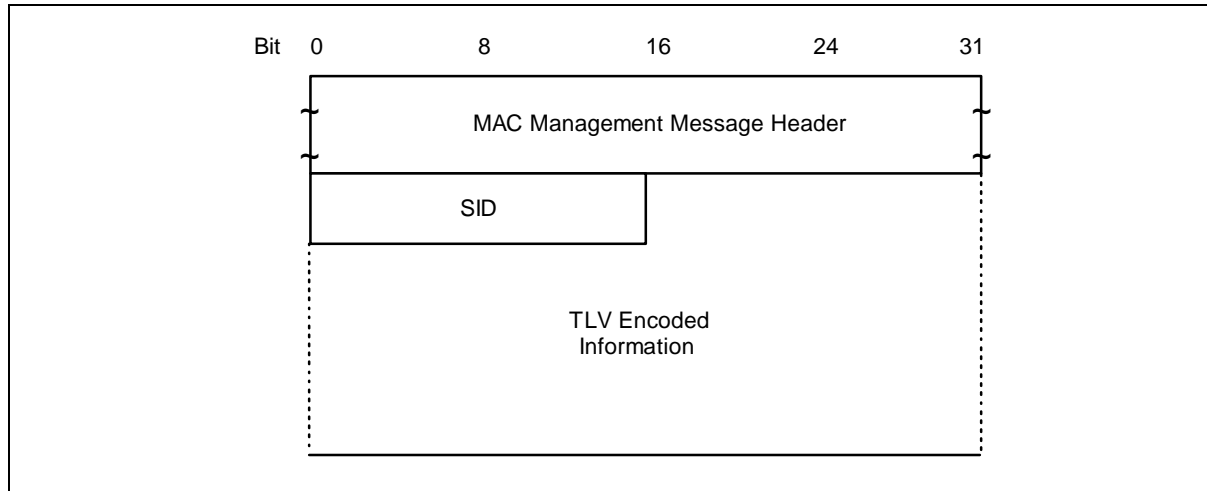 Bit 0 8 16 24 31
MAC Management Message Header
SID
TLV Encoded
Information